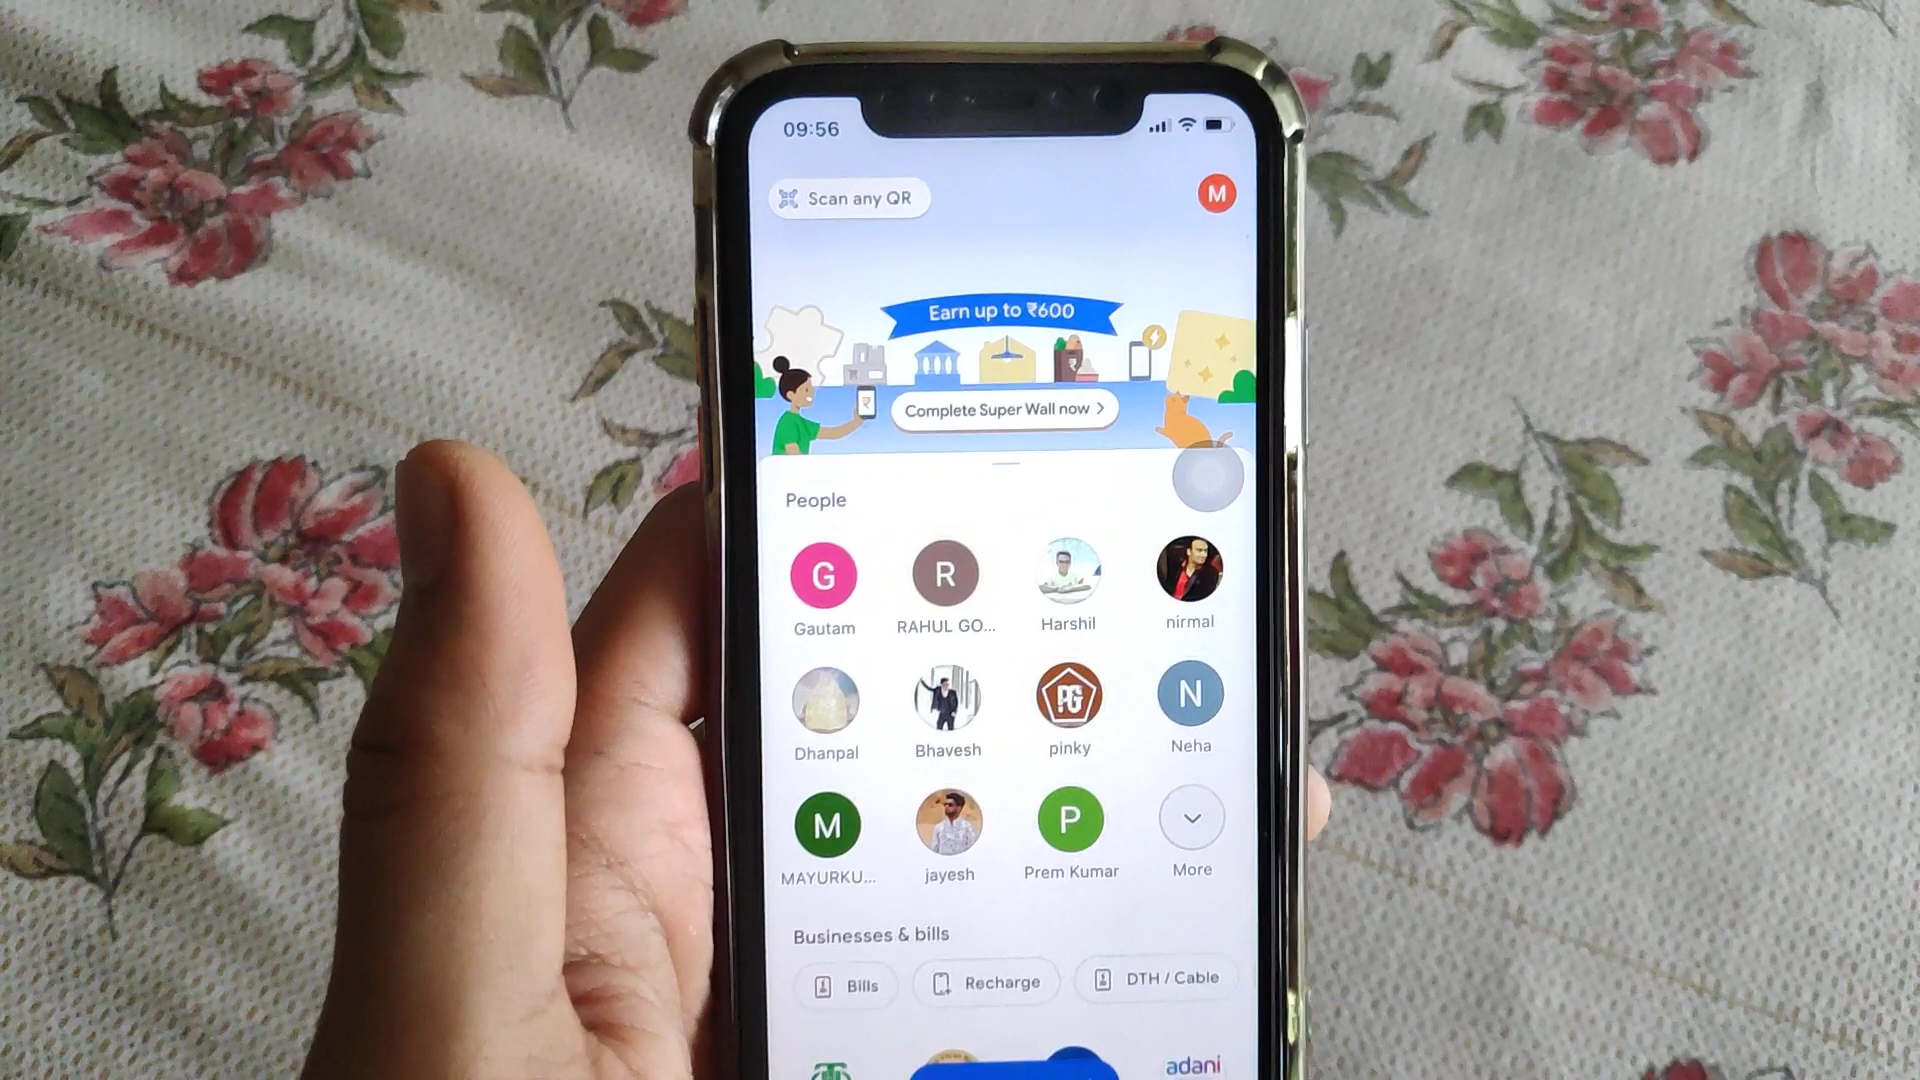 09:56
Scan any QR
M
Earn up to ₹600
₹
₹
Complete Super Wall now
People
G
R
Gautam
RAHUL GO...
Harshil
nirmal
PG
N
Dhanpal
Bhavesh
pinky
Neha
M
P
MAYURKU...
jayesh
Prem Kumar
More
Businesses & bills
Bills
Recharge
DTH / Cable
adani